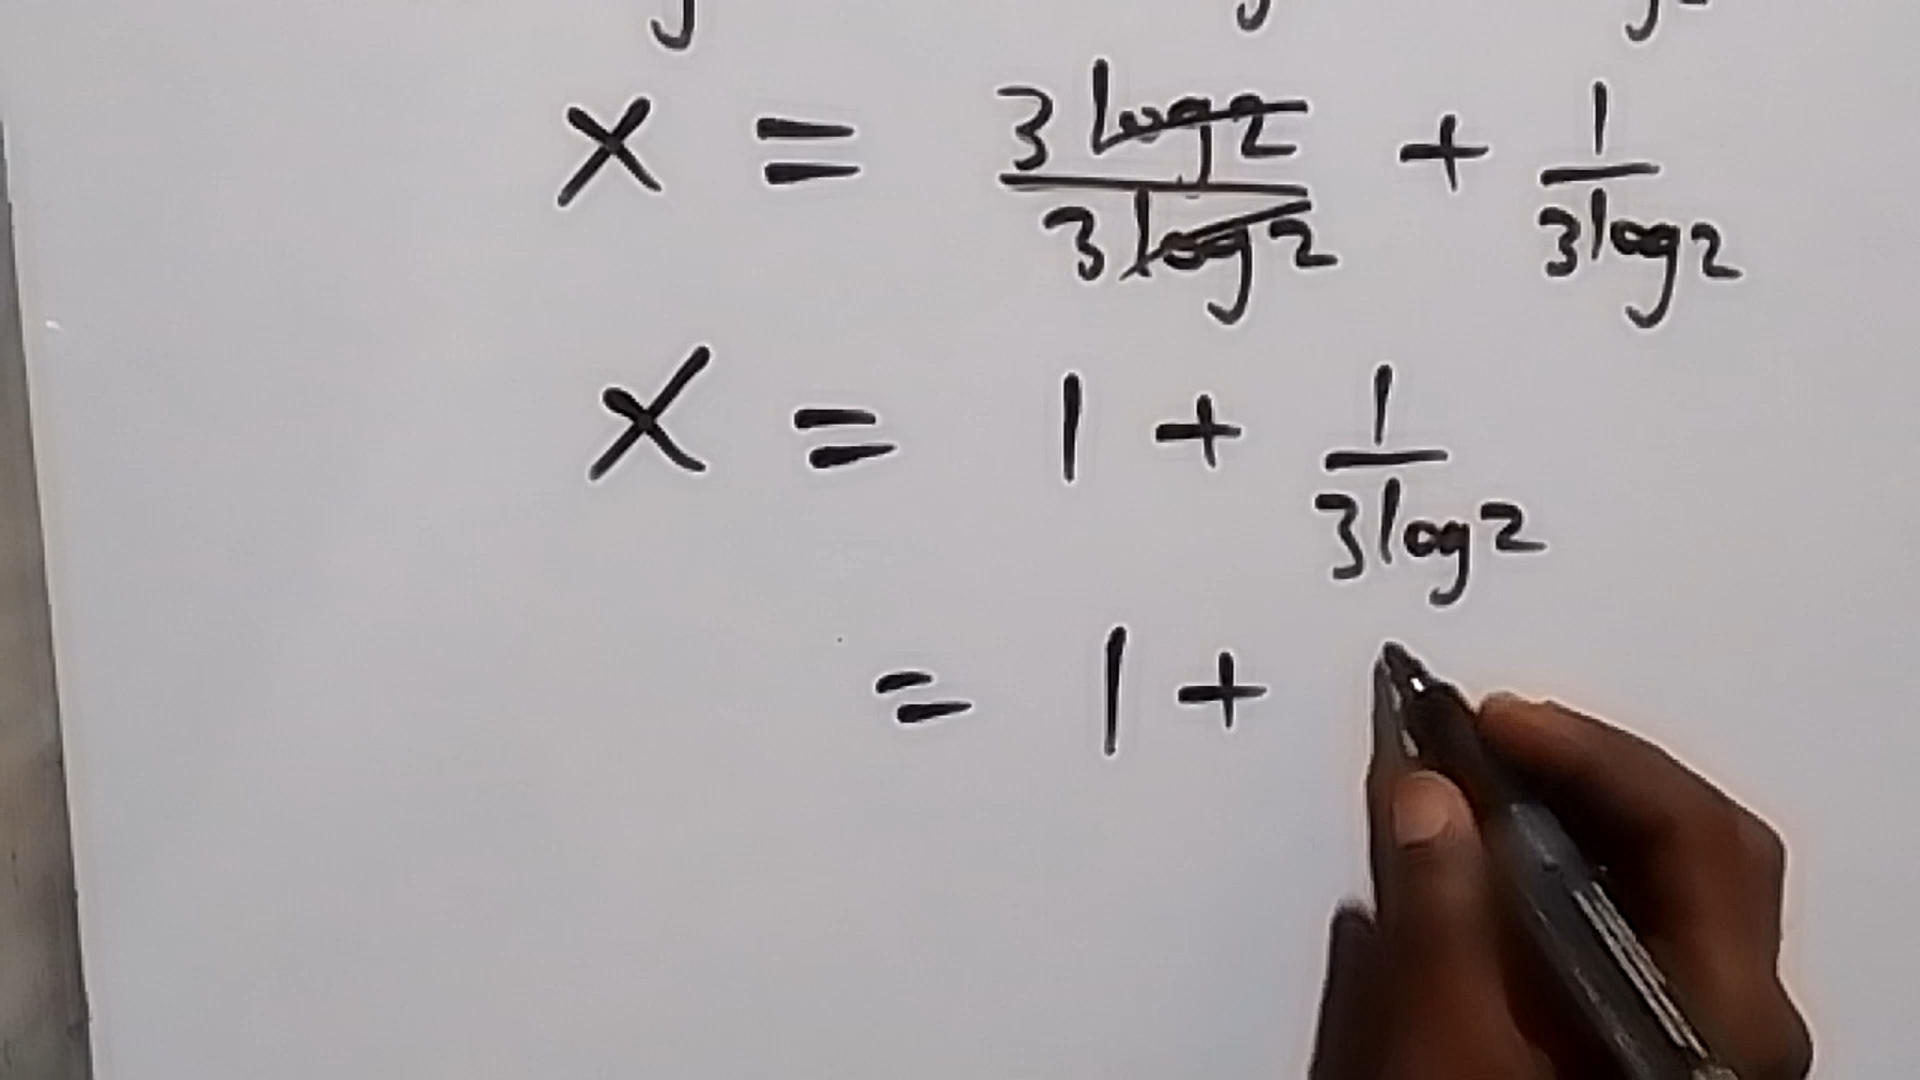 x = 3log2/3log2 + 1/3log2
x = 1 + 1/3log2
= 1 +